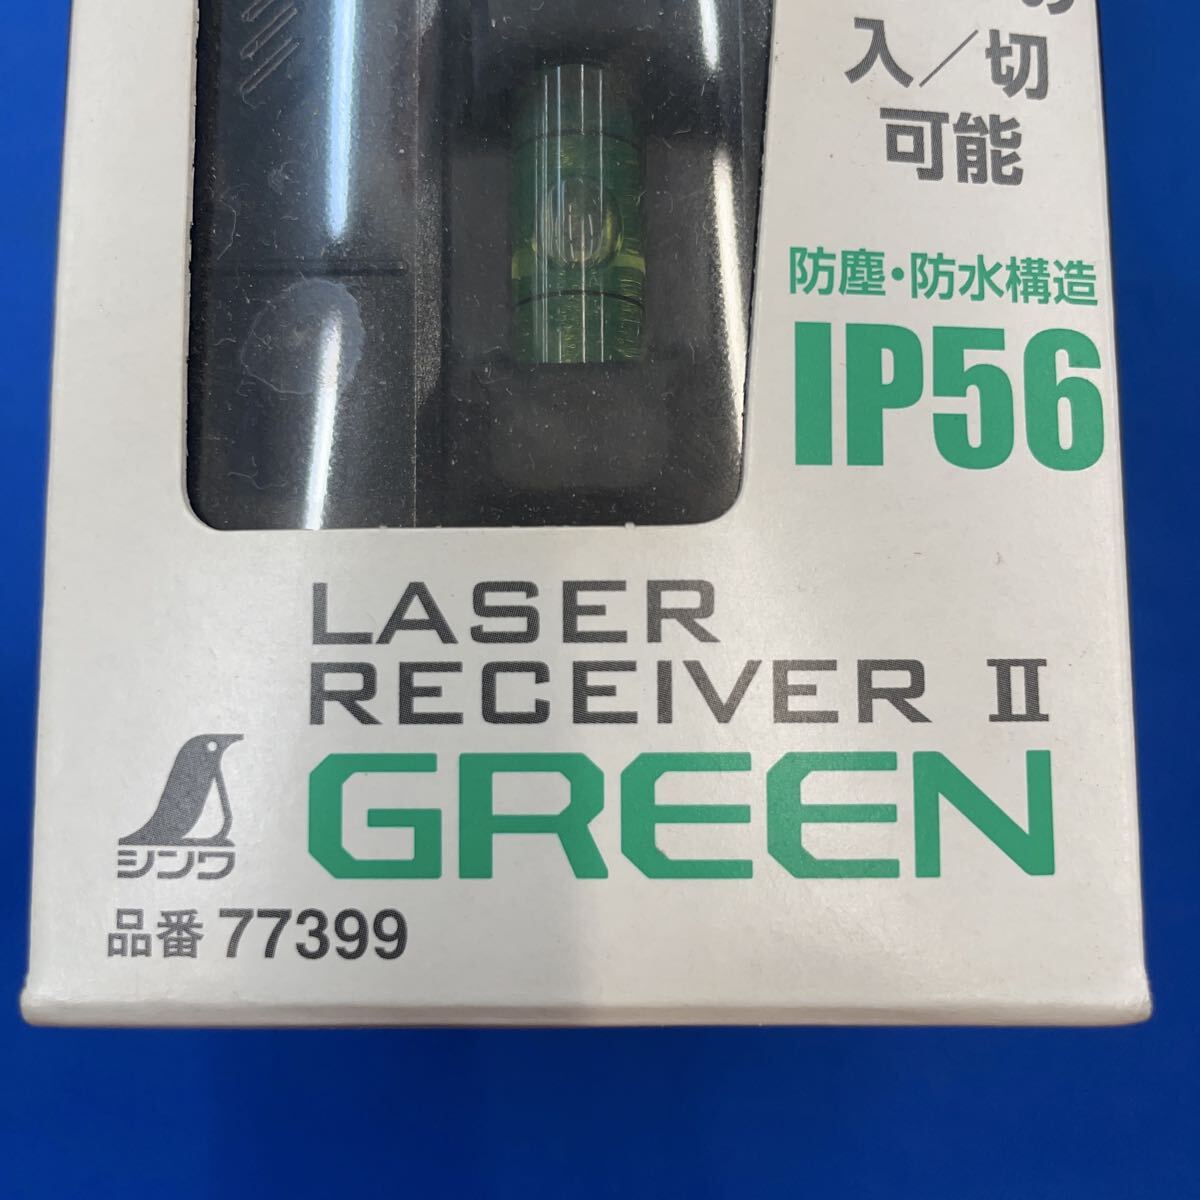 入／切
可能
防塵・防水構造
IP56
LASER
RECEIVER II
GREEN
シンワ
品番 77399